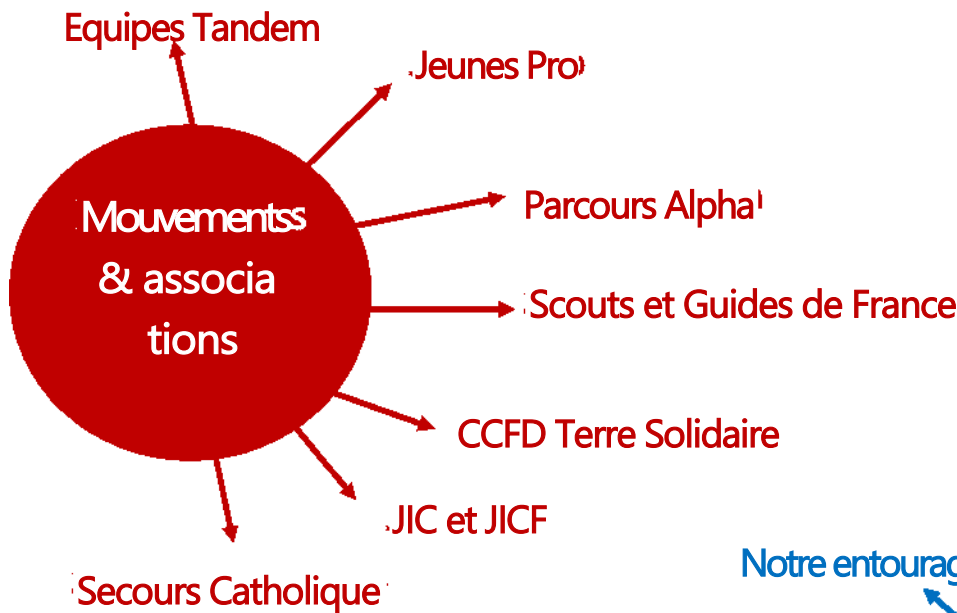 Equipes Tandem
Jeunes Pro
Parcours Alpha
Mouvements
& associa
tions
Scouts et Guides de France
CCFD Terre Solidaire
JIC et JICF
Notre entourag
Secours Catholique